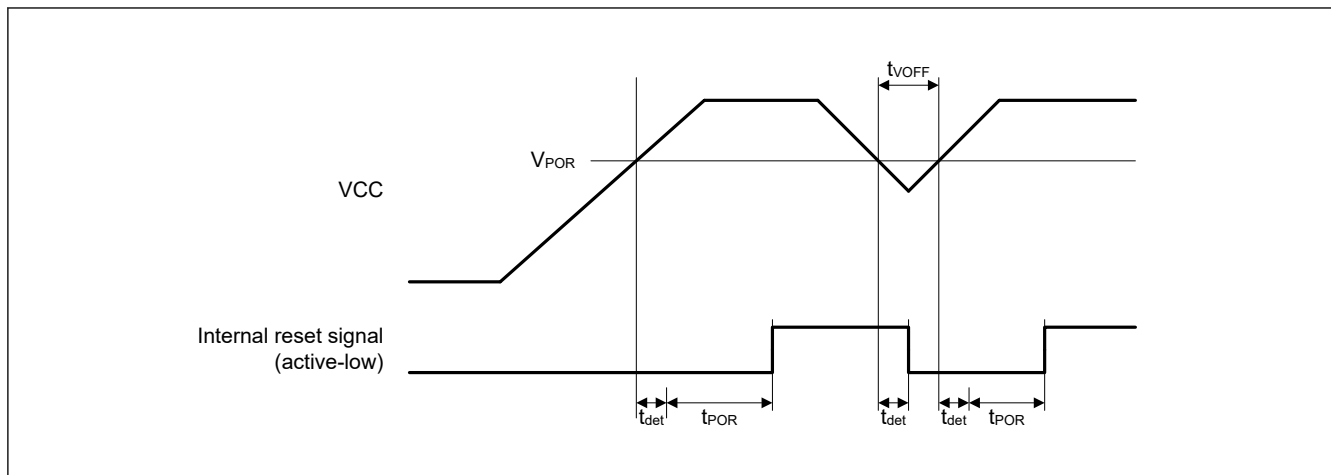 tVOFF
VPOR
VCC
Internal reset signal
(active-low)
tdet tPOR tdet tdet tPOR